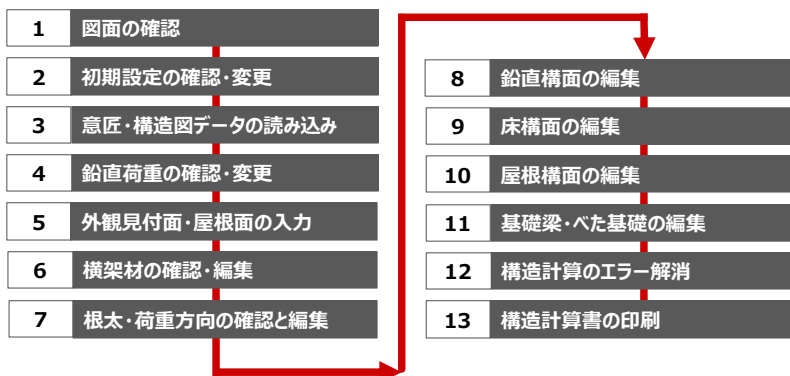 1 図面の確認
2 初期設定の確認・変更
3 意匠・構造図データの読み込み
4 鉛直荷重の確認・変更
5 外観見付面・屋根面の入力
6 横架材の確認・編集
7 根太・荷重方向の確認と編集
8 鉛直構面の編集
9 床構面の編集
10 屋根構面の編集
11 基礎梁・べた基礎の編集
12 構造計算のエラー解消
13 構造計算書の印刷